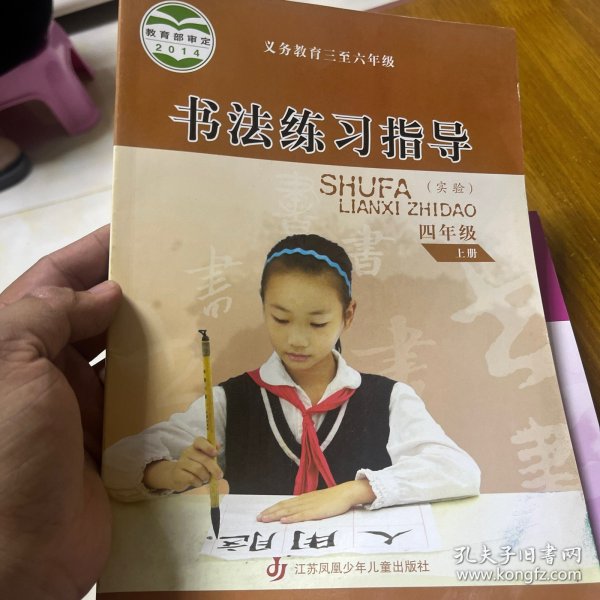 教育部审定
2014
义务教育三至六年级
书法练习指导
SHUFA
（实验）
LIANXI ZHIDAO
四年级
上册
江苏凤凰少年儿童出版社
孔夫子旧书网
www.kongfz.com